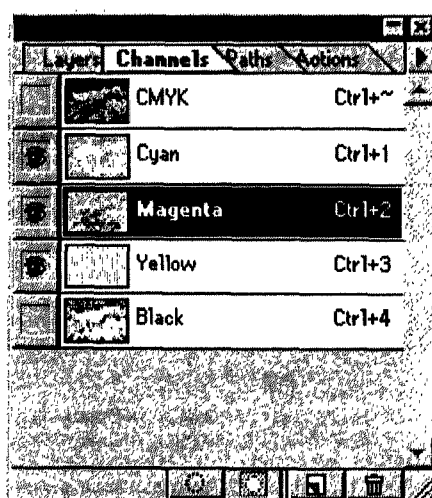 Layers Channels Paths Actions
CMYK Ctrl+~
Cyan Ctrl+1
Magenta Ctrl+2
Yellow Ctrl+3
Black Ctrl+4